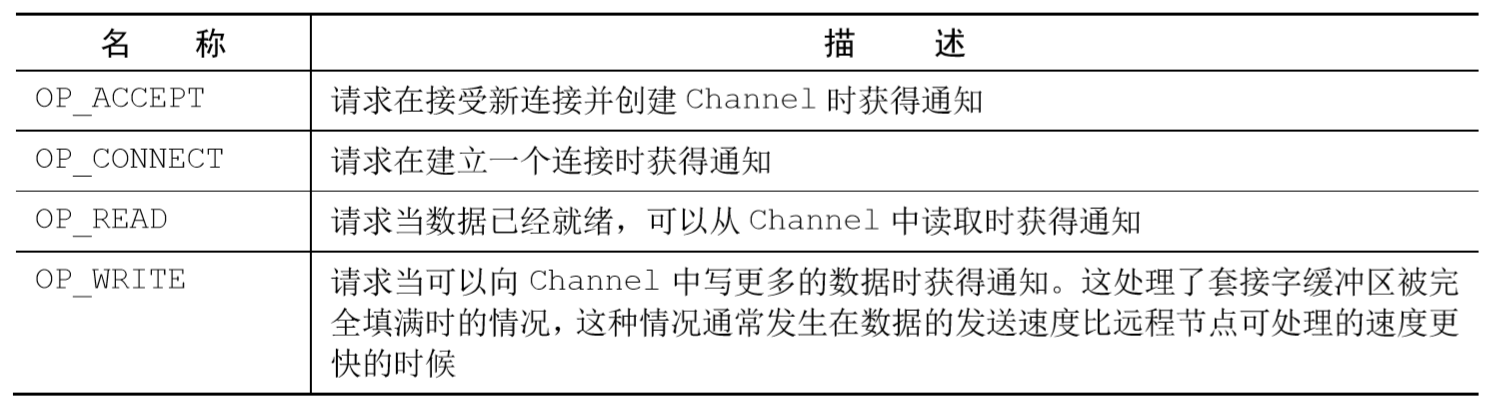 名 称 描 述
OP_ACCEPT 请求在接受新连接并创建 Channel 时获得通知
OP_CONNECT 请求在建立一个连接时获得通知
OP_READ 请求当数据已经就绪，可以从 Channel 中读取时获得通知
OP_WRITE 请求当可以向 Channel 中写更多的数据时获得通知。这处理了套接字缓冲区被完
全填满时的情况，这种情况通常发生在数据的发送速度比远程节点可处理的速度更
快的时候